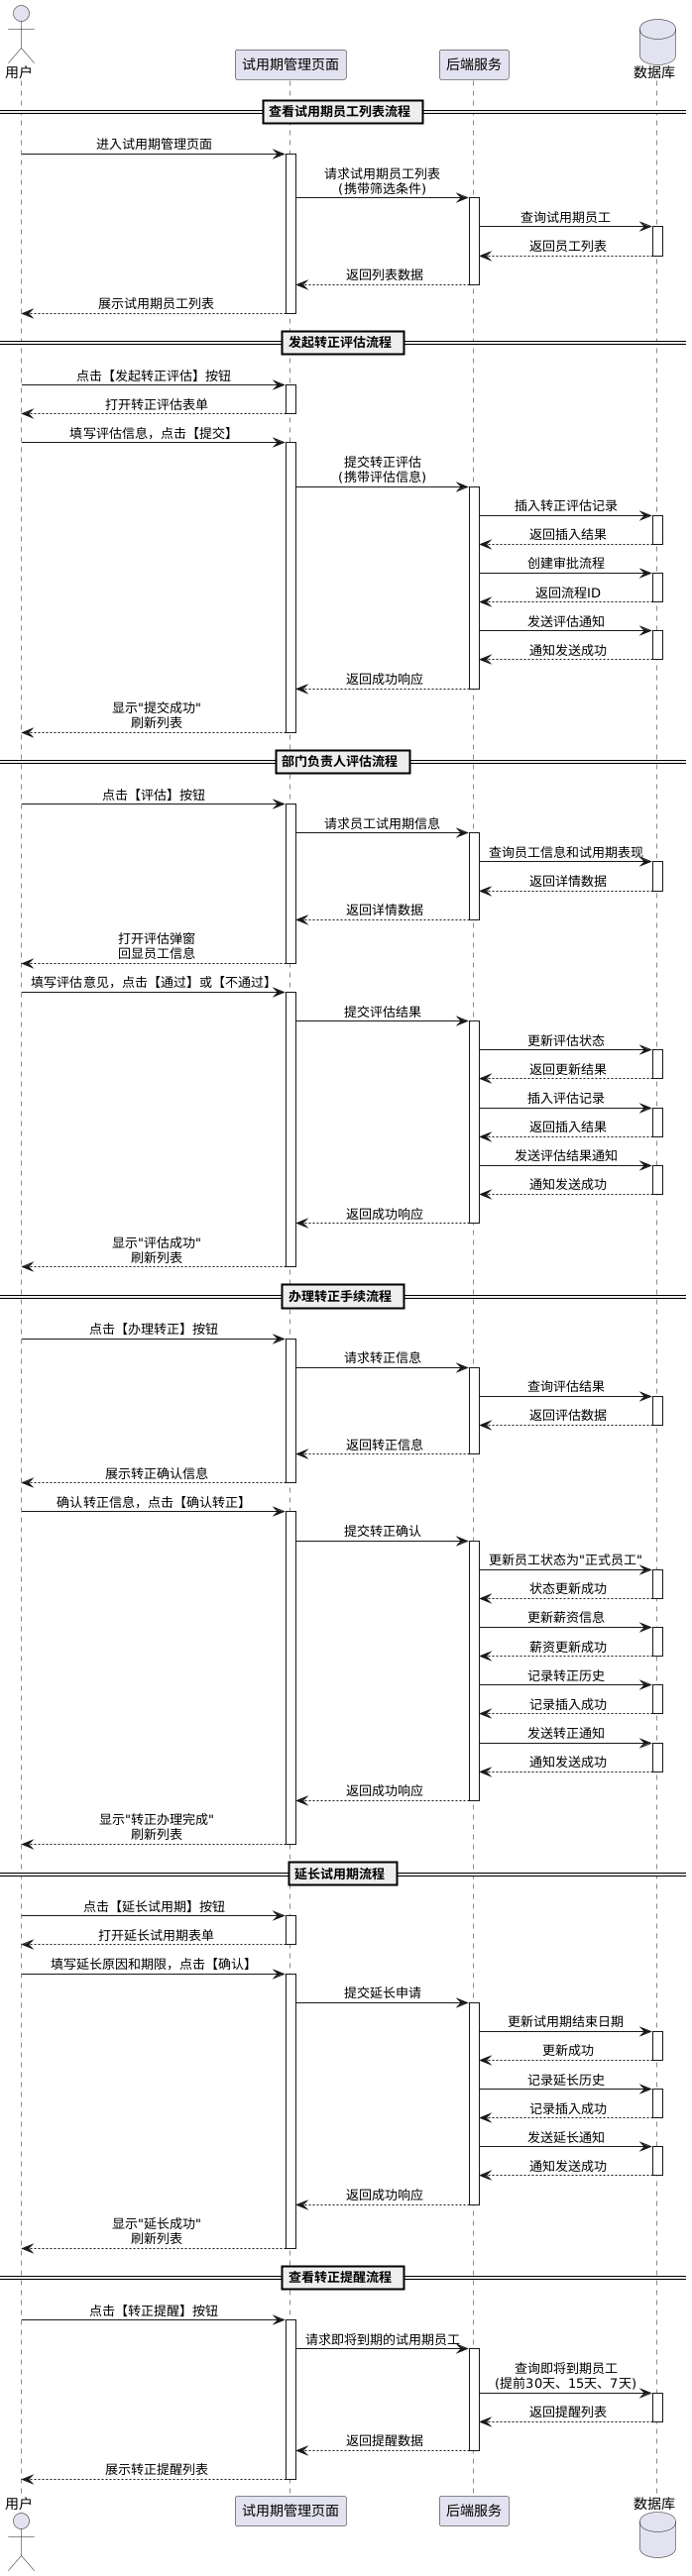 用户
试用期管理页面
后端服务
数据库
查看试用期员工列表流程
进入试用期管理页面
请求试用期员工列表
(携带筛选条件)
查询试用期员工
返回员工列表
返回列表数据
展示试用期员工列表
发起转正评估流程
点击【发起转正评估】按钮
打开转正评估表单
填写评估信息，点击【提交】
提交转正评估
(携带评估信息)
插入转正评估记录
返回插入结果
创建审批流程
返回流程ID
发送评估通知
通知发送成功
返回成功响应
显示"提交成功"
刷新列表
部门负责人评估流程
点击【评估】按钮
请求员工试用期信息
查询员工信息和试用期表现
返回详情数据
返回详情数据
打开评估弹窗
回显员工信息
填写评估意见，点击【通过】或【不通过】
提交评估结果
更新评估状态
返回更新结果
插入评估记录
返回插入结果
发送评估结果通知
通知发送成功
返回成功响应
显示"评估成功"
刷新列表
办理转正手续流程
点击【办理转正】按钮
请求转正信息
查询评估结果
返回评估数据
返回转正信息
展示转正确认信息
确认转正信息，点击【确认转正】
提交转正确认
更新员工状态为"正式员工"
状态更新成功
更新薪资信息
薪资更新成功
记录转正历史
记录插入成功
发送转正通知
通知发送成功
返回成功响应
显示"转正办理完成"
刷新列表
延长试用期流程
点击【延长试用期】按钮
打开延长试用期表单
填写延长原因和期限，点击【确认】
提交延长申请
更新试用期结束日期
更新成功
记录延长历史
记录插入成功
发送延长通知
通知发送成功
返回成功响应
显示"延长成功"
刷新列表
查看转正提醒流程
点击【转正提醒】按钮
请求即将到期的试用期员工
查询即将到期员工
(提前30天、15天、7天)
返回提醒列表
返回提醒数据
展示转正提醒列表
用户
试用期管理页面
后端服务
数据库